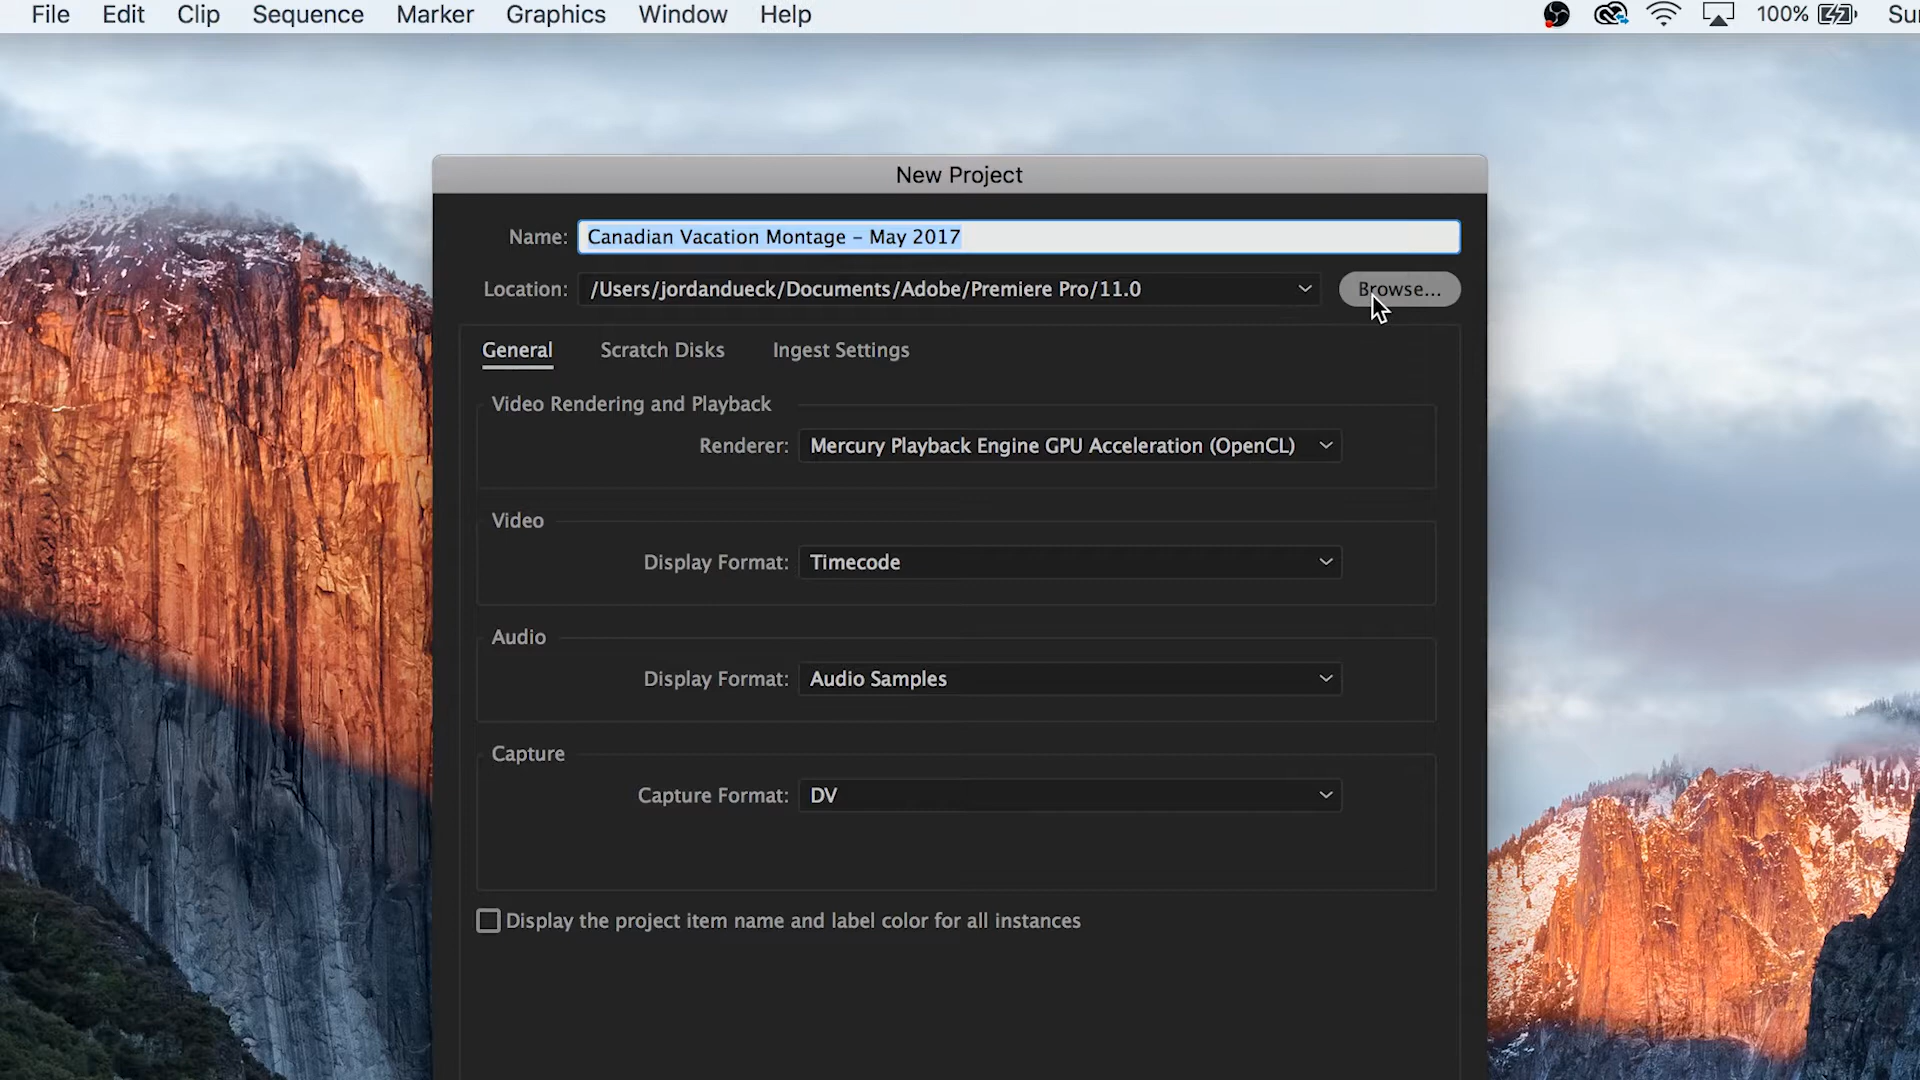 File Edit Clip Sequence Marker Graphics Window Help 100%
New Project
Name: Canadian Vacation Montage – May 2017
Location: /Users/jordandueck/Documents/Adobe/Premiere Pro/11.0 Browse...
General Scratch Disks Ingest Settings
Video Rendering and Playback
Renderer: Mercury Playback Engine GPU Acceleration (OpenCL)
Video
Display Format: Timecode
Audio
Display Format: Audio Samples
Capture
Capture Format: DV
Display the project item name and label color for all instances